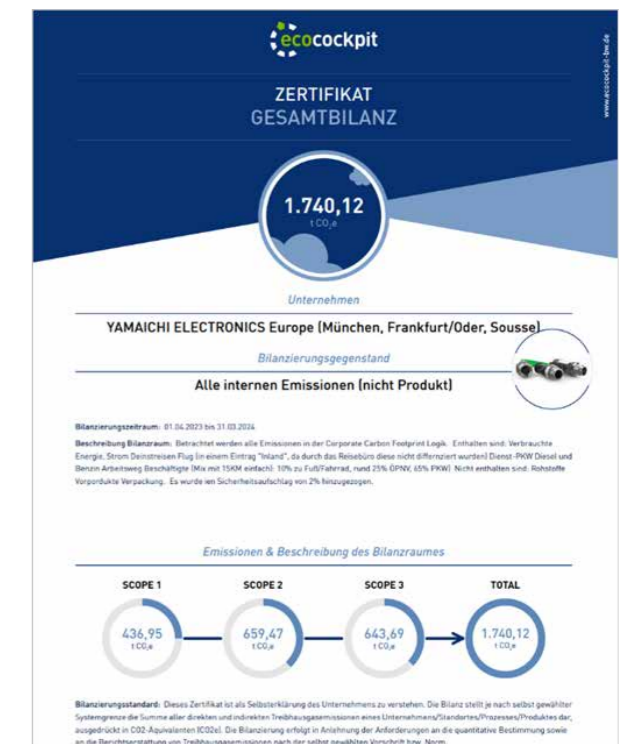 ecocockpit
www.ecocockpit-bw.de
ZERTIFIKAT
GESAMTBILANZ
1.740,12
t CO₂e
Unternehmen
YAMAICHI ELECTRONICS Europe (München, Frankfurt/Oder, Sousse)
Bilanzierungsgegenstand
Alle internen Emissionen (nicht Produkt)
Bilanzierungszeitraum: 01.04.2023 bis 31.03.2024
Beschreibung Bilanzraum: Betrachtet werden alle Emissionen in der Corporate Carbon Footprint Logik. Enthalten sind: Verbrauchte
Energie, Strom Deinstreisen Flug (in einem Eintrag "Inland", da durch das Reisebüro diese nicht differnziert wurden) Dienst-PKW Diesel und
Benzin Arbeitsweg Beschäftigte (Mix mit 15KM einfach): 10% zu Fuß/Fahrrad, rund 25% ÖPNV, 65% PKW) Nicht enthalten sind: Rohstoffe
Vorpordukte Verpackung. Es wurde ien Sicherheitsaufschlag von 2% hinzugezogen.
Emissionen & Beschreibung des Bilanzraumes
SCOPE 1 SCOPE 2 SCOPE 3 TOTAL
436,95 659,47 643,69 1.740,12
t CO₂e t CO₂e t CO₂e t CO₂e
Bilanzierungsstandard: Dieses Zertifikat ist als Selbsterklärung des Unternehmens zu verstehen. Die Bilanz stellt je nach selbst gewählter
Systemgrenze die Summe aller direkten und indirekten Treibhausgasemissionen eines Unternehmens/Standortes/Prozesses/Produktes dar,
ausgedrückt in CO2-Äquivalenten (CO2e). Die Bilanzierung erfolgt in Anlehnung der Anforderungen an die quantitative Bestimmung sowie
an die Berichtserstattung von Treibhausgasemissionen nach der selbst gewählten Vorschrift bzw. Norm.